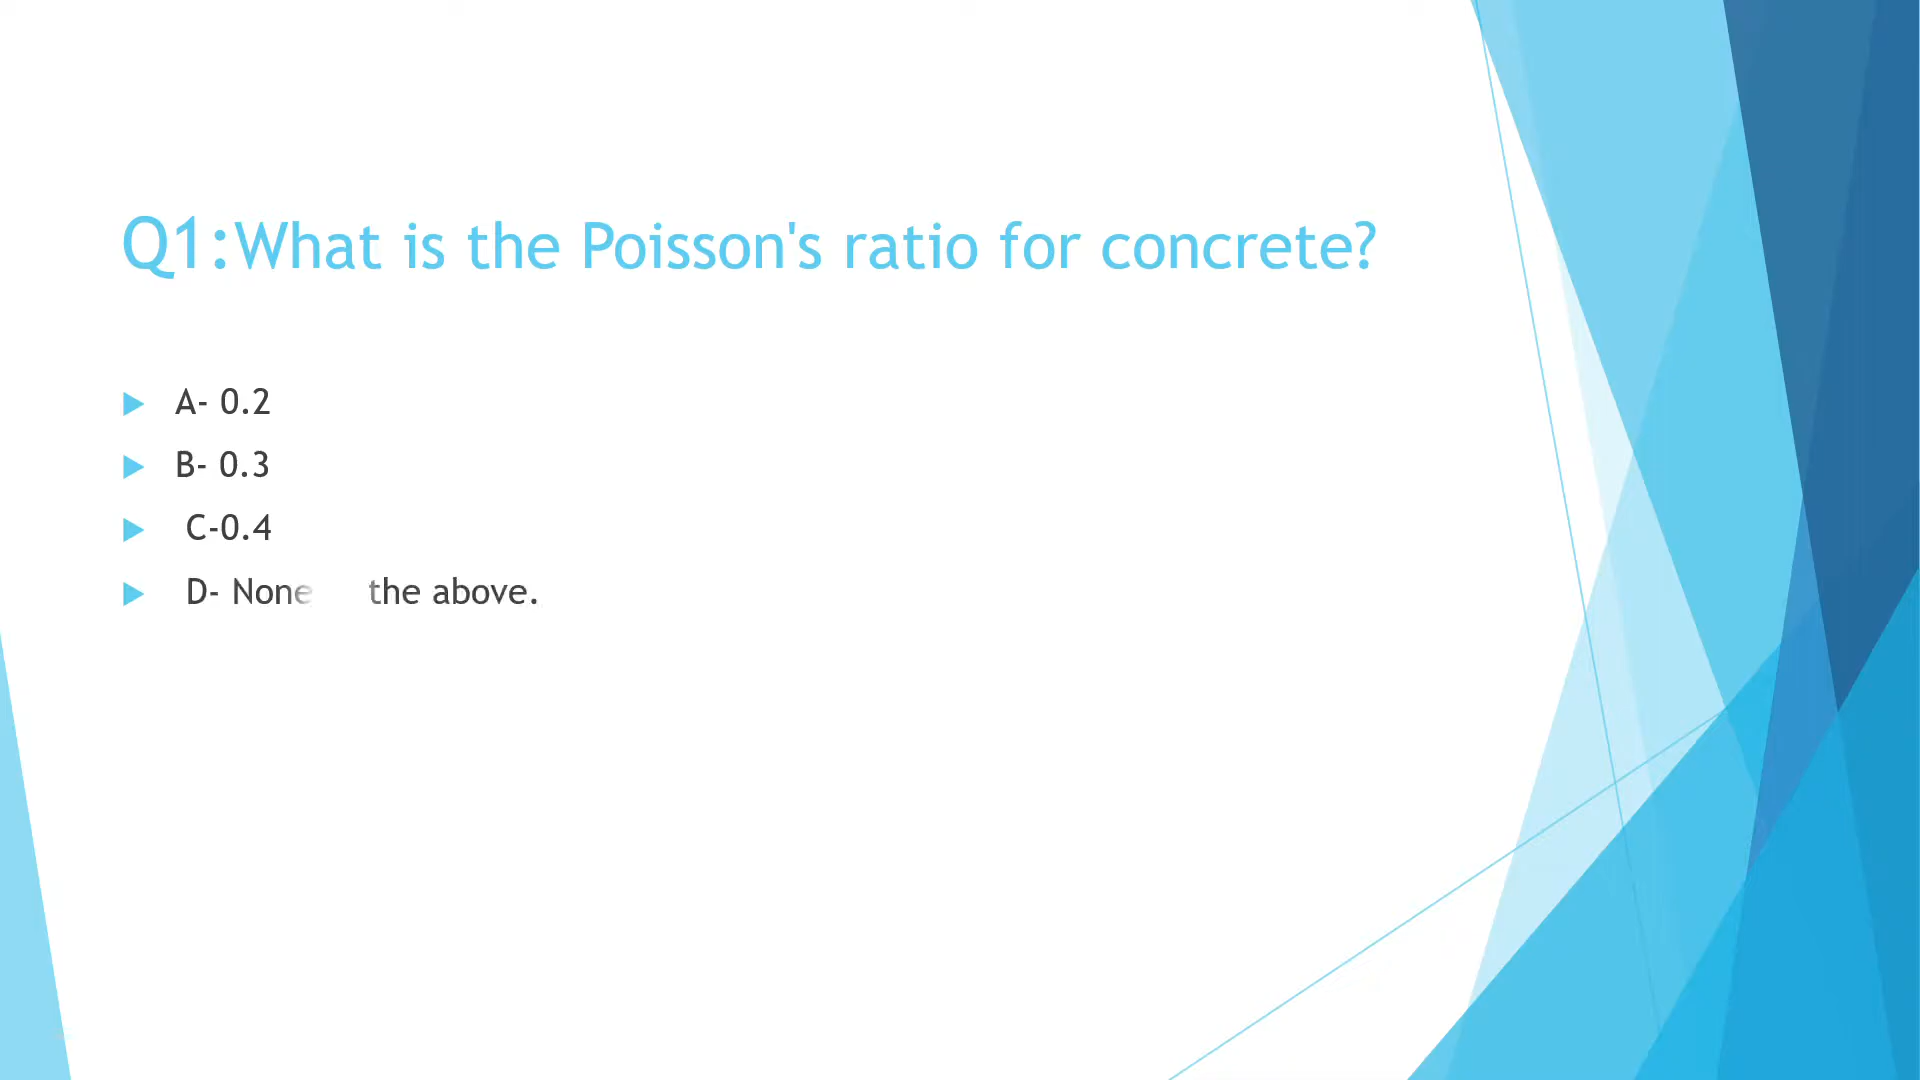 Q1:What is the Poisson's ratio for concrete?
A- 0.2
B- 0.3
C-0.4
D- None the above.